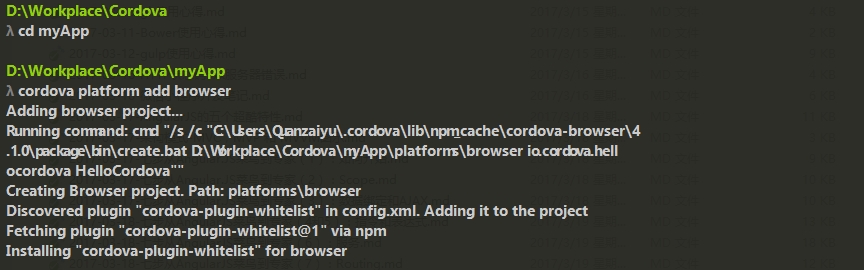 D:\Workplace\Cordova
λ cd myApp
D:\Workplace\Cordova\myApp
λ cordova platform add browser
Adding browser project...
Running command: cmd "/s /c "C:\Users\Quanzaiyu\.cordova\lib\npm_cache\cordova-browser\4
.1.0\package\bin\create.bat D:\Workplace\Cordova\myApp\platforms\browser io.cordova.hell
ocordova HelloCordova""
Creating Browser project. Path: platforms\browser
Discovered plugin "cordova-plugin-whitelist" in config.xml. Adding it to the project
Fetching plugin "cordova-plugin-whitelist@1" via npm
Installing "cordova-plugin-whitelist" for browser